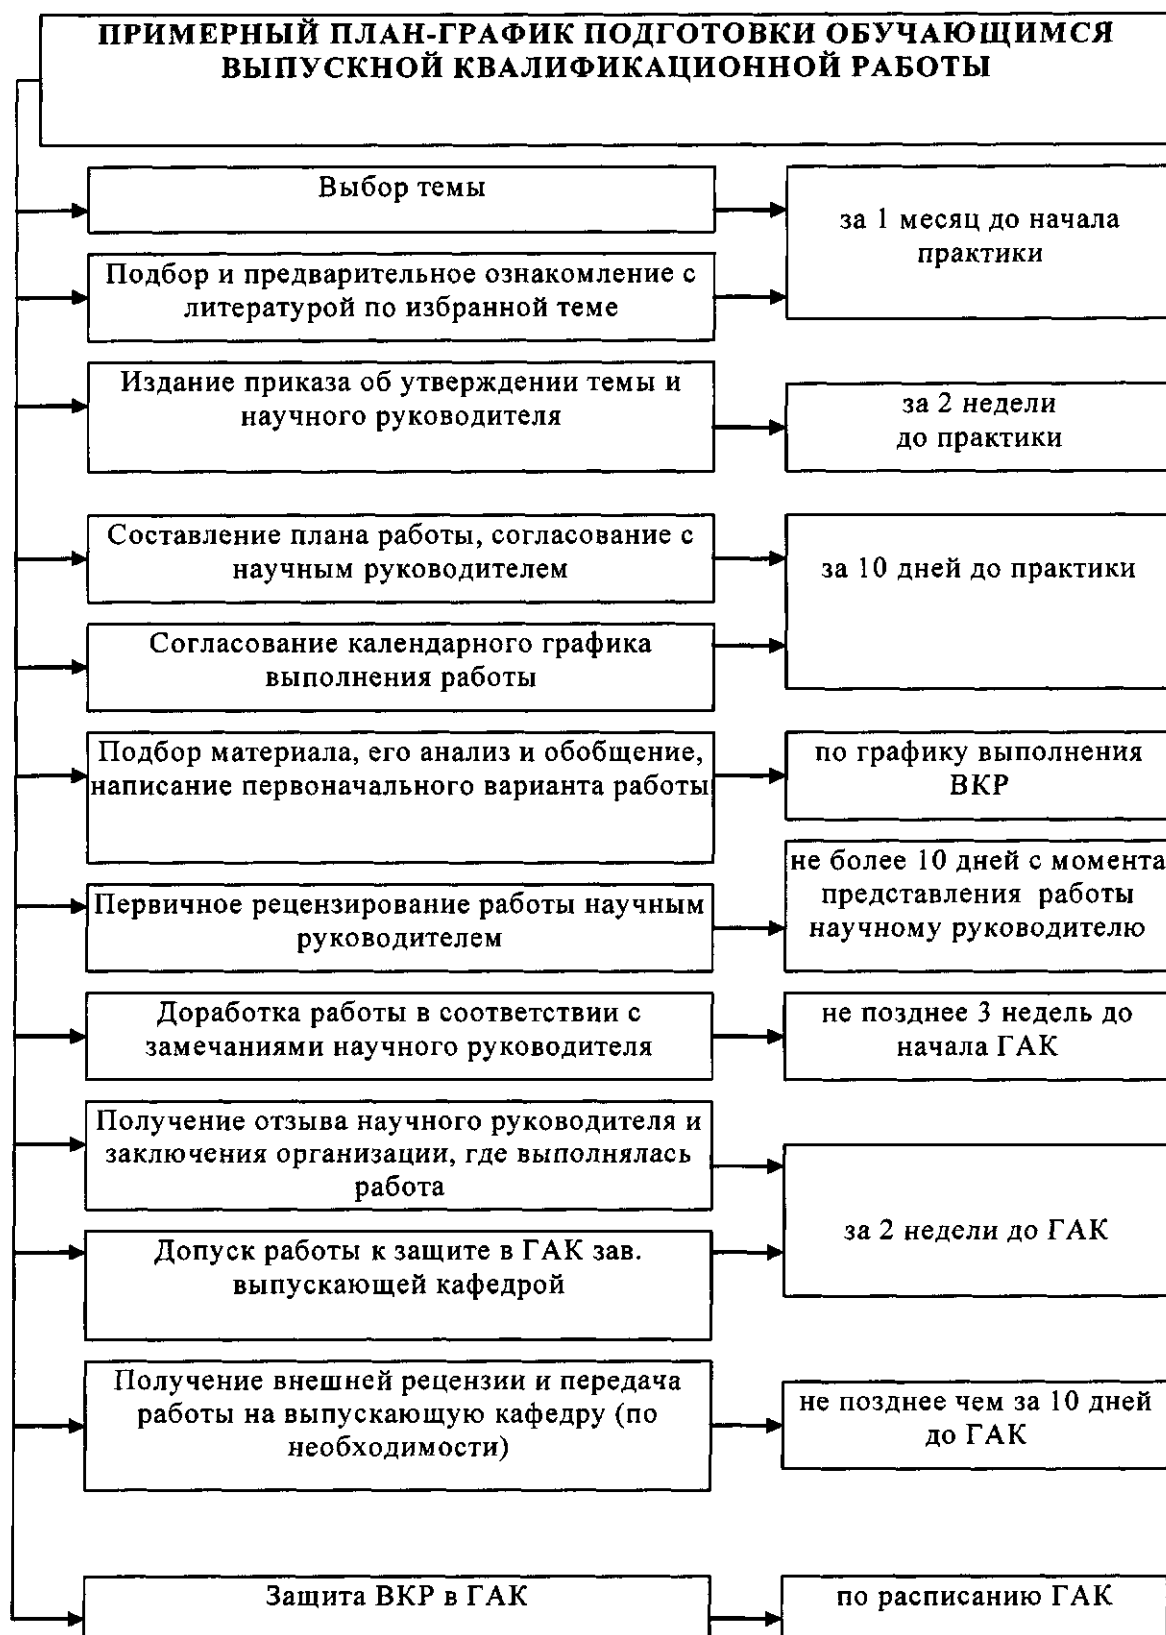 ПРИМЕРНЫЙ ПЛАН-ГРАФИК ПОДГОТОВКИ ОБУЧАЮЩИМСЯ
ВЫПУСКНОЙ КВАЛИФИКАЦИОННОЙ РАБОТЫ
Выбор темы
за 1 месяц до начала
практики
Подбор и предварительное ознакомление с
литературой по избранной теме
Издание приказа об утверждении темы и
научного руководителя
за 2 недели
до практики
Составление плана работы, согласование с
научным руководителем
за 10 дней до практики
Согласование календарного графика
выполнения работы
Подбор материала, его анализ и обобщение,
написание первоначального варианта работы
по графику выполнения
ВКР
Первичное рецензирование работы научным
руководителем
не более 10 дней с момента
представления работы
научному руководителю
Доработка работы в соответствии с
замечаниями научного руководителя
не позднее 3 недель до
начала ГАК
Получение отзыва научного руководителя и
заключения организации, где выполнялась
работа
за 2 недели до ГАК
Допуск работы к защите в ГАК зав.
выпускающей кафедрой
Получение внешней рецензии и передача
работы на выпускающую кафедру (по
необходимости)
не позднее чем за 10 дней
до ГАК
Защита ВКР в ГАК
по расписанию ГАК